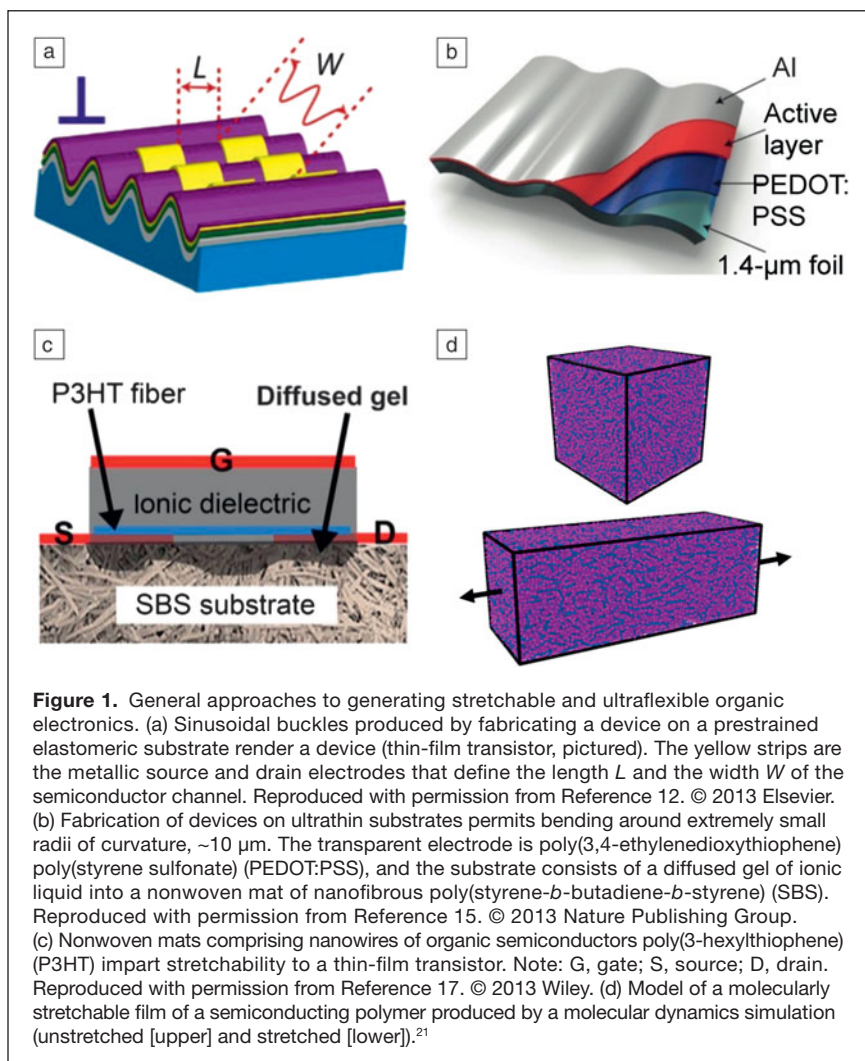 a
L
W
b
Al
Active
layer
PEDOT:
PSS
1.4-µm foil
c
P3HT fiber
Diffused gel
G
Ionic dielectric
S
D
SBS substrate
d
Figure 1. General approaches to generating stretchable and ultraflexible organic
electronics. (a) Sinusoidal buckles produced by fabricating a device on a prestrained
elastomeric substrate render a device (thin-film transistor, pictured). The yellow strips are
the metallic source and drain electrodes that define the length L and the width W of the
semiconductor channel. Reproduced with permission from Reference 12. © 2013 Elsevier.
(b) Fabrication of devices on ultrathin substrates permits bending around extremely small
radii of curvature, ~10 µm. The transparent electrode is poly(3,4-ethylenedioxythiophene)
poly(styrene sulfonate) (PEDOT:PSS), and the substrate consists of a diffused gel of ionic
liquid into a nonwoven mat of nanofibrous poly(styrene-b-butadiene-b-styrene) (SBS).
Reproduced with permission from Reference 15. © 2013 Nature Publishing Group.
(c) Nonwoven mats comprising nanowires of organic semiconductors poly(3-hexylthiophene)
(P3HT) impart stretchability to a thin-film transistor. Note: G, gate; S, source; D, drain.
Reproduced with permission from Reference 17. © 2013 Wiley. (d) Model of a molecularly
stretchable film of a semiconducting polymer produced by a molecular dynamics simulation
(unstretched [upper] and stretched [lower]).21